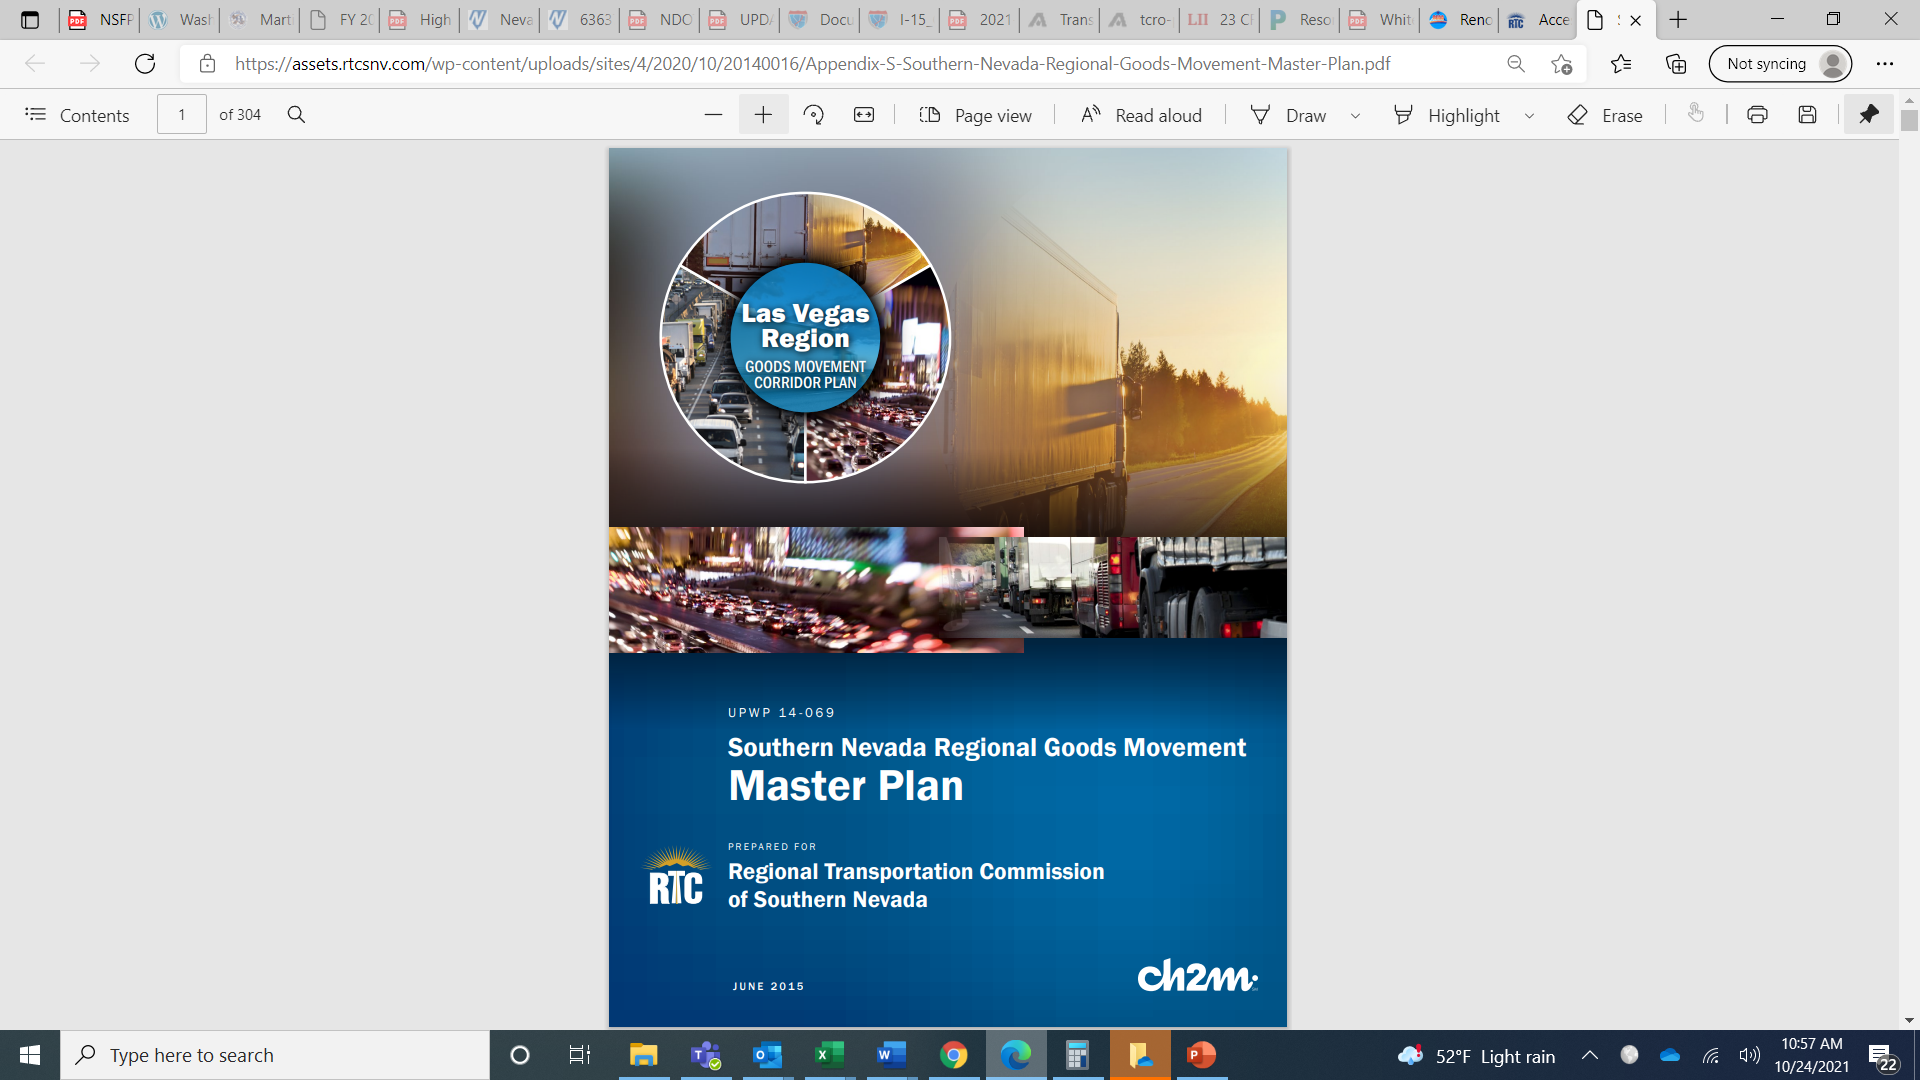 NSFP
Wash
Mart
FY 20
High
Neva
6363
NDO
UPDA
Docu
I-15_
2021
Trans
tcro-
LII
23 CF
Reso
Whit
Reno
RTC
Acce
https://assets.rtcsnv.com/wp-content/uploads/sites/4/2020/10/20140016/Appendix-S-Southern-Nevada-Regional-Goods-Movement-Master-Plan.pdf
Not syncing
Contents
1
of 304
Page view
Read aloud
Draw
Highlight
Erase
Las Vegas
Region
GOODS MOVEMENT
CORRIDOR PLAN
UPWP 14-069
Southern Nevada Regional Goods Movement
Master Plan
PREPARED FOR
RTC
Regional Transportation Commission
of Southern Nevada
JUNE 2015
ch2m
Type here to search
52°F Light rain
10:57 AM
10/24/2021
22